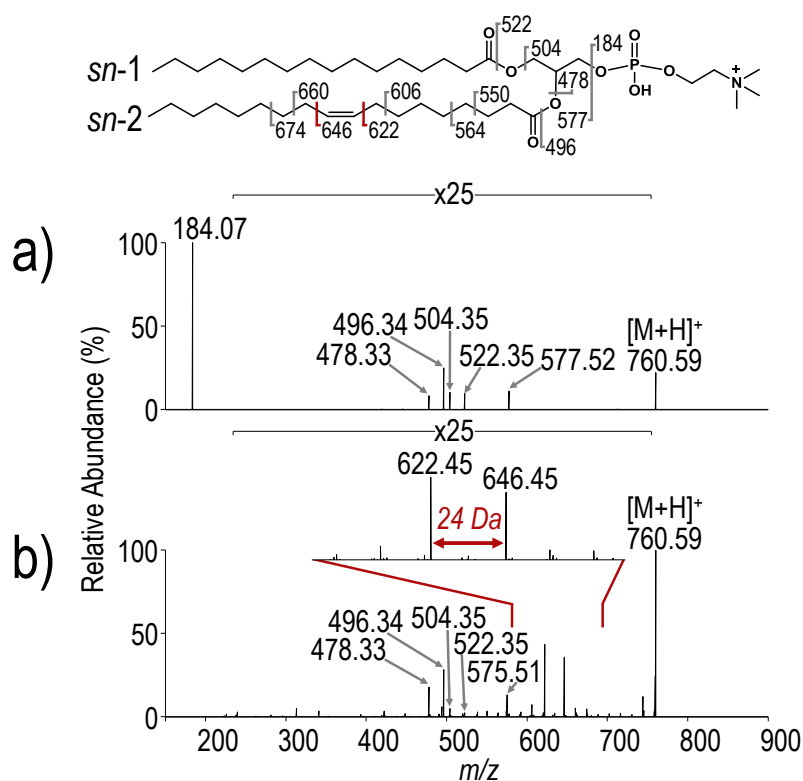 522
O
504
184
O
sn-1
O
O
P
O
N
+
478
OH
660
606
550
O
sn-2
577
674
646
622
564
O
496
x25
a)
184.07
100
[M+H]+
496.34
504.35
50
478.33
522.35
577.52
760.59
0
x25
622.45
646.45
[M+H]+
24 Da
760.59
b)
100
Relative Abundance (%)
496.34
504.35
50
478.33
522.35
575.51
0
200
300
400
500
600
700
800
900
m/z